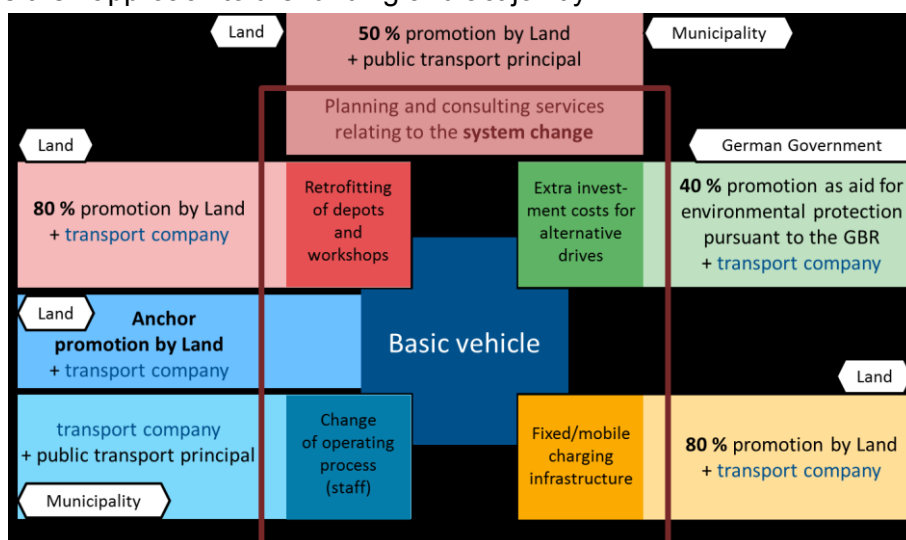 Land
50 % promotion by Land
+ public transport principal
Municipality
Planning and consulting services
relating to the system change
Land
80 % promotion by Land
+ transport company
Retrofitting
of depots
and
workshops
Extra invest-
ment costs for
alternative
drives
German Government
40 % promotion as aid for
environmental protection
pursuant to the GBR
+ transport company
Land
Anchor
promotion by Land
+ transport company
Basic vehicle
transport company
+ public transport principal
Municipality
Change
of operating
process
(staff)
Fixed/mobile
charging
infrastructure
Land
80 % promotion by Land
+ transport company